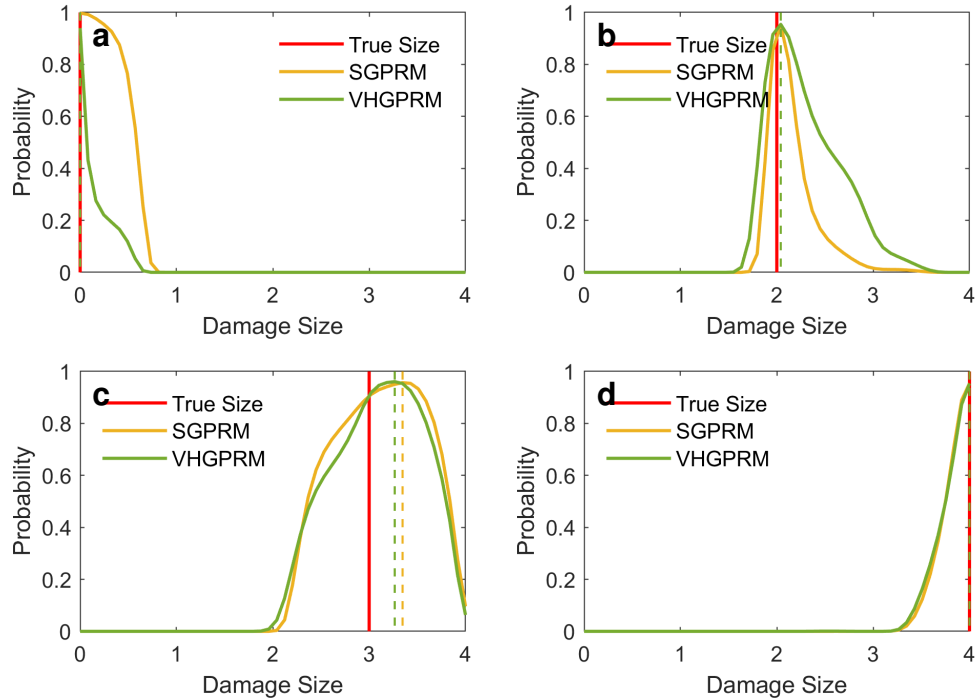 a
True Size
SGPRM
VHGPRM
Probability
1
0.8
0.6
0.4
0.2
0
0 1 2 3 4
Damage Size
b
True Size
SGPRM
VHGPRM
Probability
1
0.8
0.6
0.4
0.2
0
0 1 2 3 4
Damage Size
c
True Size
SGPRM
VHGPRM
Probability
1
0.8
0.6
0.4
0.2
0
0 1 2 3 4
Damage Size
d
True Size
SGPRM
VHGPRM
Probability
1
0.8
0.6
0.4
0.2
0
0 1 2 3 4
Damage Size